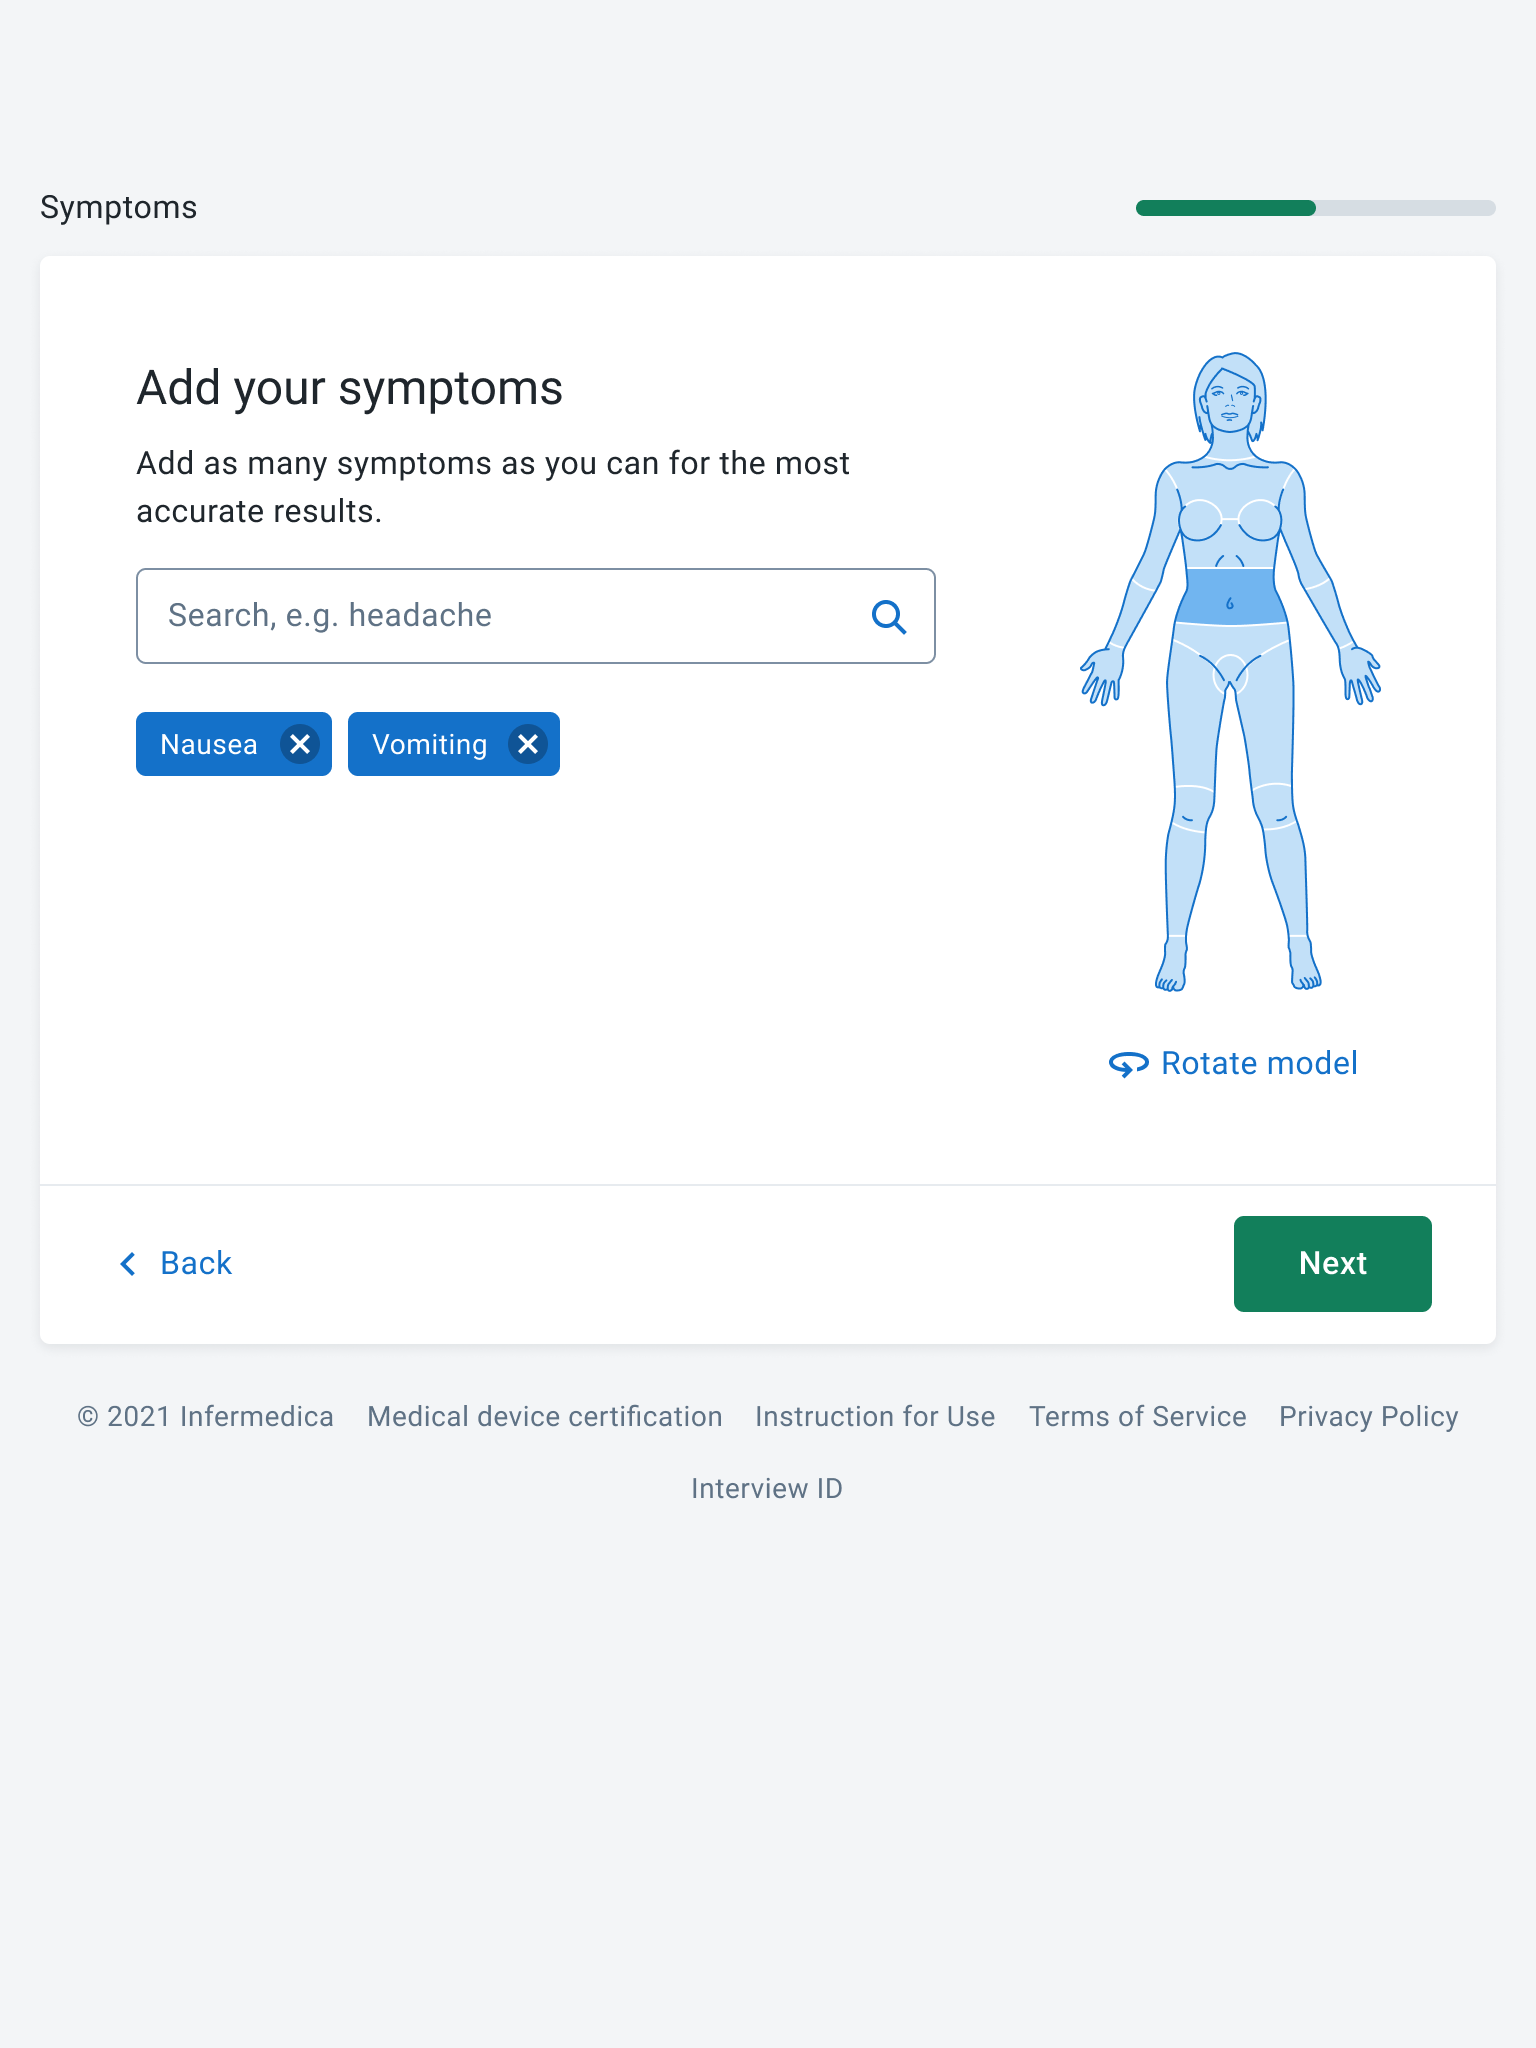 Symptoms
Add your symptoms
Add as many symptoms as you can for the most
accurate results.
Search, e.g. headache
Nausea
Vomiting
Rotate model
Back
Next
© 2021 Infermedica
Medical device certification
Instruction for Use
Terms of Service
Privacy Policy
Interview ID